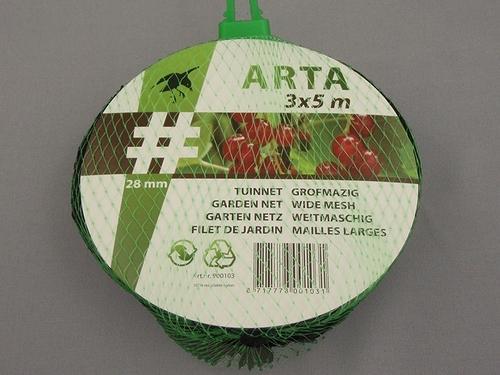 ARTA
3x5 m
#
28 mm
TUINNET GROFMAZIG
GARDEN NET WIDE MESH
GARTEN NETZ WEITMASCHIG
FILET DE JARDIN MAILLES LARGES
Art.nr. 900103
8 717773 001031